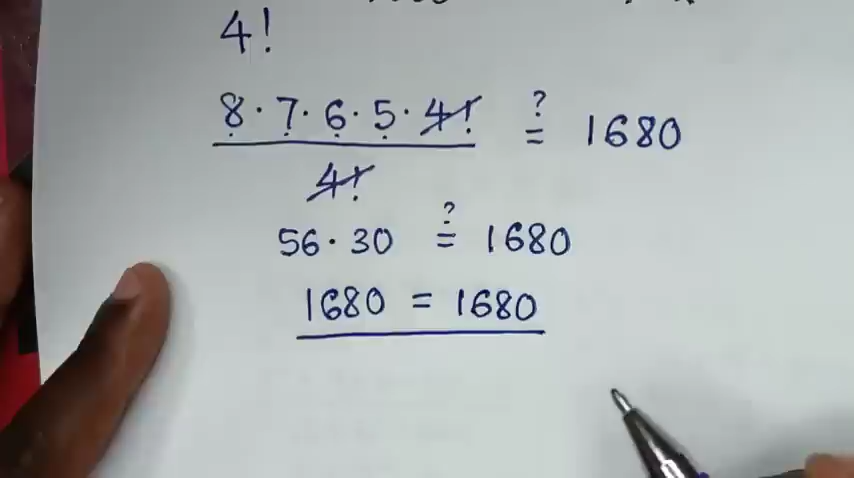 4!
8·7·6·5·4! ?= 1680
4!
56·30 ?= 1680
1680 = 1680